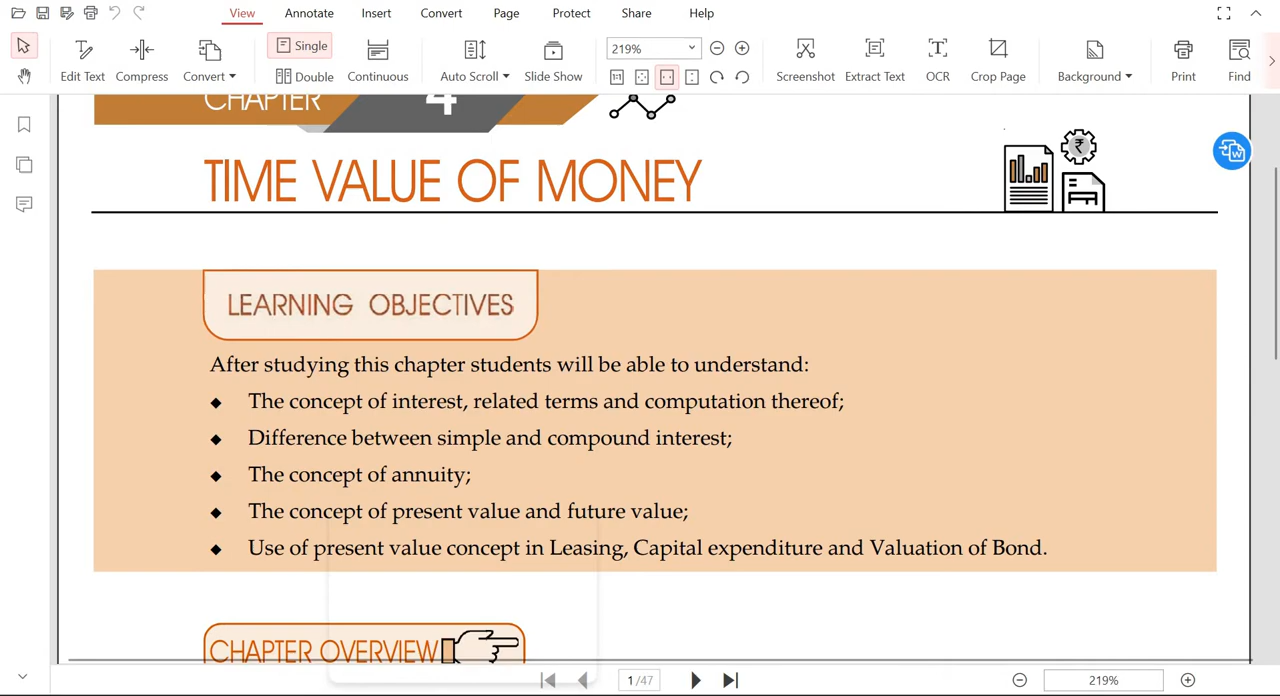 View Annotate Insert Convert Page Protect Share Help
Edit Text Compress Convert Single Double Continuous Auto Scroll Slide Show 219% Screenshot Extract Text OCR Crop Page Background Print Find
CHAPTER 4
TIME VALUE OF MONEY
LEARNING OBJECTIVES
After studying this chapter students will be able to understand:
◆ The concept of interest, related terms and computation thereof;
◆ Difference between simple and compound interest;
◆ The concept of annuity;
◆ The concept of present value and future value;
◆ Use of present value concept in Leasing, Capital expenditure and Valuation of Bond.
CHAPTER OVERVIEW
1/47 219%